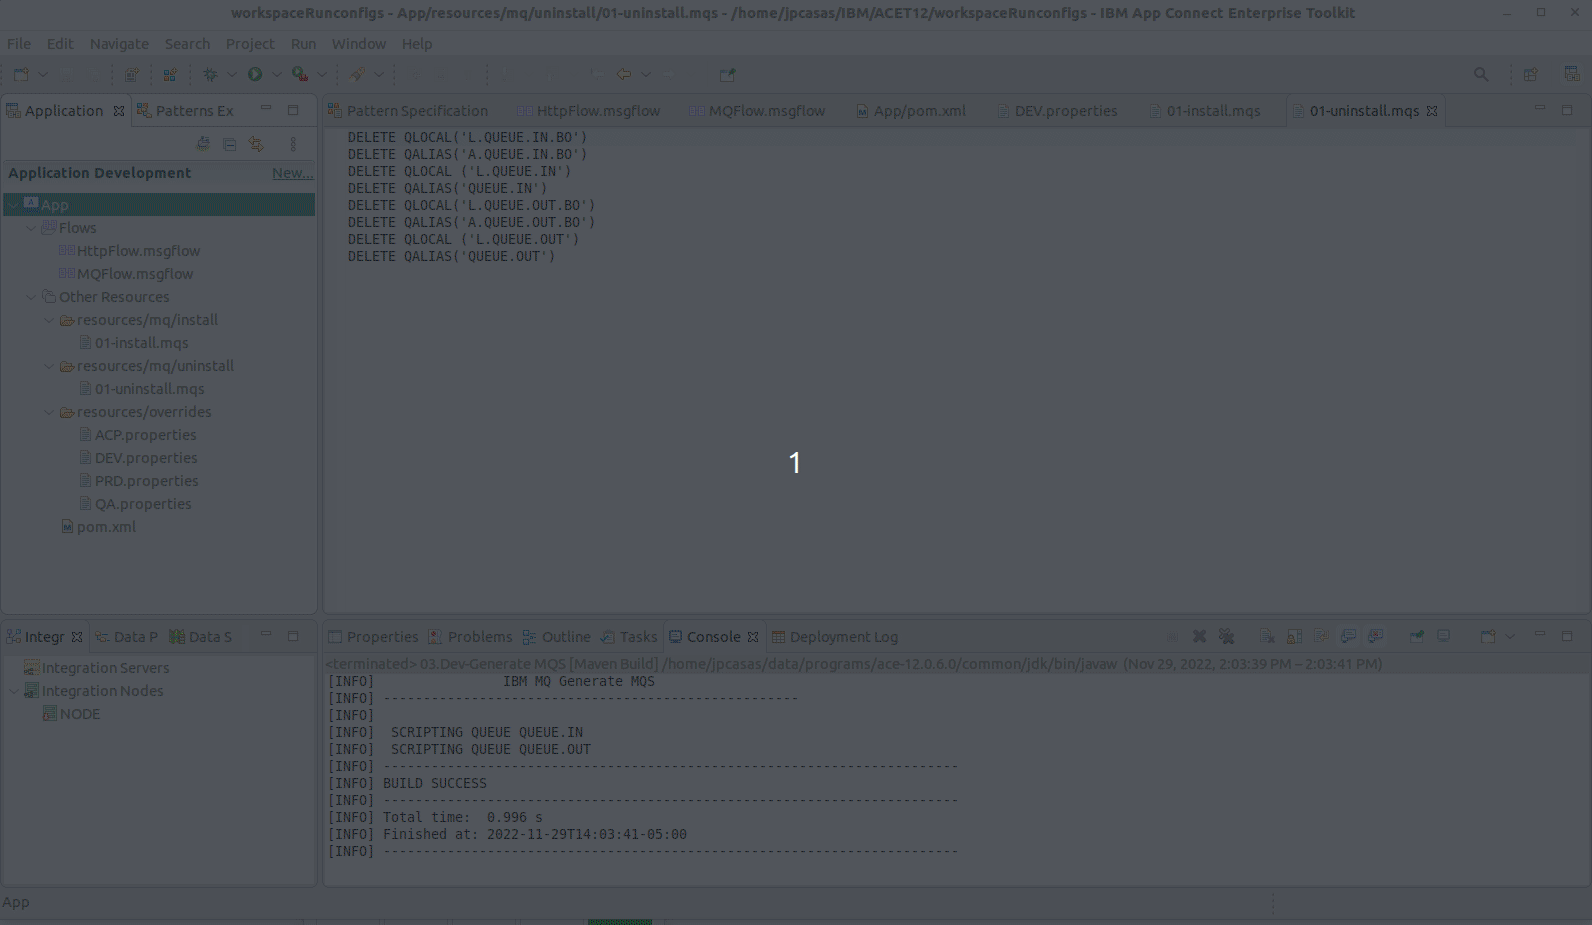 workspaceRunconfigs - App/resources/mq/uninstall/01-uninstall.mqs - /home/jpcasas/IBM/ACET12/workspaceRunconfigs - IBM App Connect Enterprise Toolkit
File Edit Navigate Search Project Run Window Help
Application Patterns Ex
Pattern Specification HttpFlow.msgflow MQFlow.msgflow App/pom.xml DEV.properties 01-install.mqs 01-uninstall.mqs
Application Development New...
App
Flows
HttpFlow.msgflow
MQFlow.msgflow
Other Resources
resources/mq/install
01-install.mqs
resources/mq/uninstall
01-uninstall.mqs
resources/overrides
ACP.properties
DEV.properties
PRD.properties
QA.properties
pom.xml
DELETE QLOCAL('L.QUEUE.IN.BO')
DELETE QALIAS('A.QUEUE.IN.BO')
DELETE QLOCAL ('L.QUEUE.IN')
DELETE QALIAS('QUEUE.IN')
DELETE QLOCAL('L.QUEUE.OUT.BO')
DELETE QALIAS('A.QUEUE.OUT.BO')
DELETE QLOCAL ('L.QUEUE.OUT')
DELETE QALIAS('QUEUE.OUT')
1
Integr Data P Data S
Integration Servers
Integration Nodes
NODE
Properties Problems Outline Tasks Console Deployment Log
<terminated> 03.Dev-Generate MQS [Maven Build] /home/jpcasas/data/programs/ace-12.0.6.0/common/jdk/bin/javaw (Nov 29, 2022, 2:03:39 PM – 2:03:41 PM)
[INFO] IBM MQ Generate MQS
[INFO] ----------------------------------------------------
[INFO]
[INFO] SCRIPTING QUEUE QUEUE.IN
[INFO] SCRIPTING QUEUE QUEUE.OUT
[INFO] ------------------------------------------------------------------------
[INFO] BUILD SUCCESS
[INFO] ------------------------------------------------------------------------
[INFO] Total time: 0.996 s
[INFO] Finished at: 2022-11-29T14:03:41-05:00
[INFO] ------------------------------------------------------------------------
App